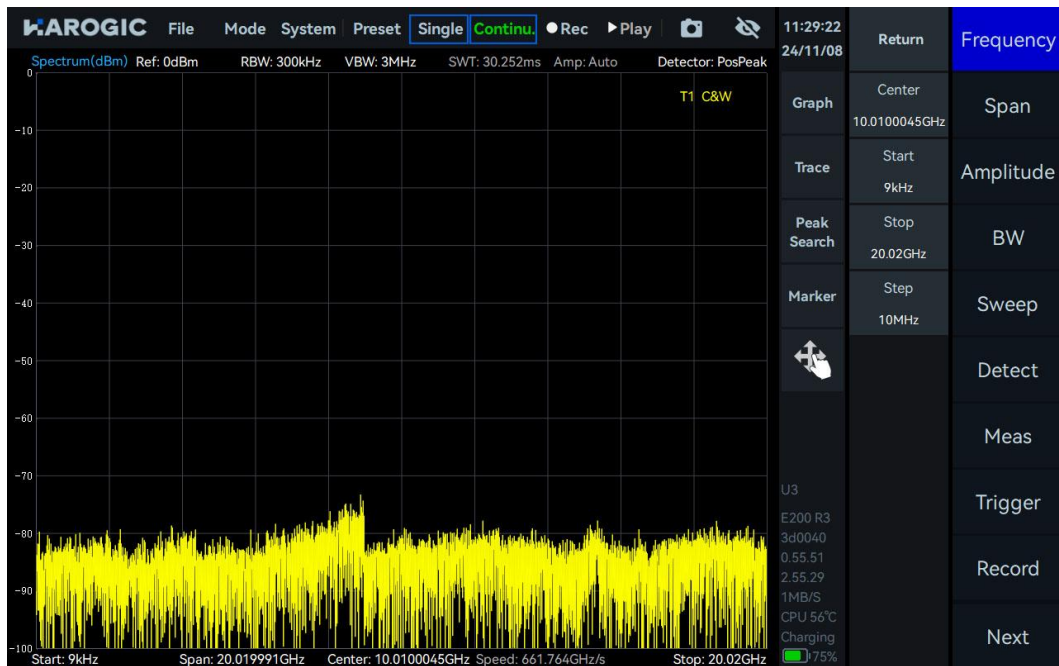 HAROGIC File Mode System Preset Single Continu. Rec Play
Spectrum(dBm) Ref: 0dBm RBW: 300kHz VBW: 3MHz SWT: 30.252ms Amp: Auto Detector: PosPeak
T1 C&W
0
-10
-20
-30
-40
-50
-60
-70
-80
-90
-100
Start: 9kHz Span: 20.019991GHz Center: 10.0100045GHz Speed: 661.764GHz/s Stop: 20.02GHz
11:29:22
24/11/08
Graph
Trace
Peak
Search
Marker
U3
E200 R3
3d0040
0.55.51
2.55.29
1MB/S
CPU 56℃
Charging
75%
Return
Center
10.0100045GHz
Start
9kHz
Stop
20.02GHz
Step
10MHz
Frequency
Span
Amplitude
BW
Sweep
Detect
Meas
Trigger
Record
Next